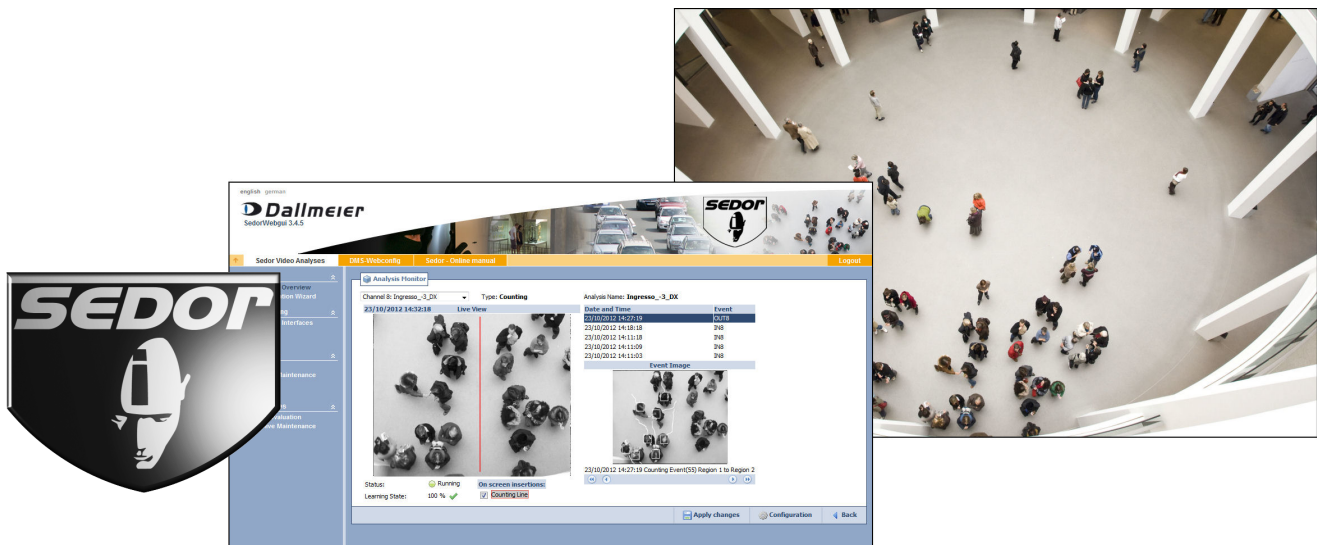 SEDOR
english german
Dallmeier
SedorWebgui 3.4.5
SEDOR
Sedor Video Analyses DMS-Webconfig Sedor - Online manual Logout
Analysis Monitor
Overview
Wizard
Interfaces
Maintenance
Maintenance
Channel 8: Ingresso_-3_DX Type: Counting Analysis Name: Ingresso_-3_DX
23/10/2012 14:32:18 Live View
Date and Time Event
23/10/2012 14:27:19 OUT8
23/10/2012 14:18:18 IN8
23/10/2012 14:11:18 IN8
23/10/2012 14:11:09 IN8
23/10/2012 14:11:03 IN8
Event Image
23/10/2012 14:27:19 Counting Event(55) Region 1 to Region 2
Status: Running On screen insertions:
Learning State: 100 % Counting Line
Apply changes Configuration Back